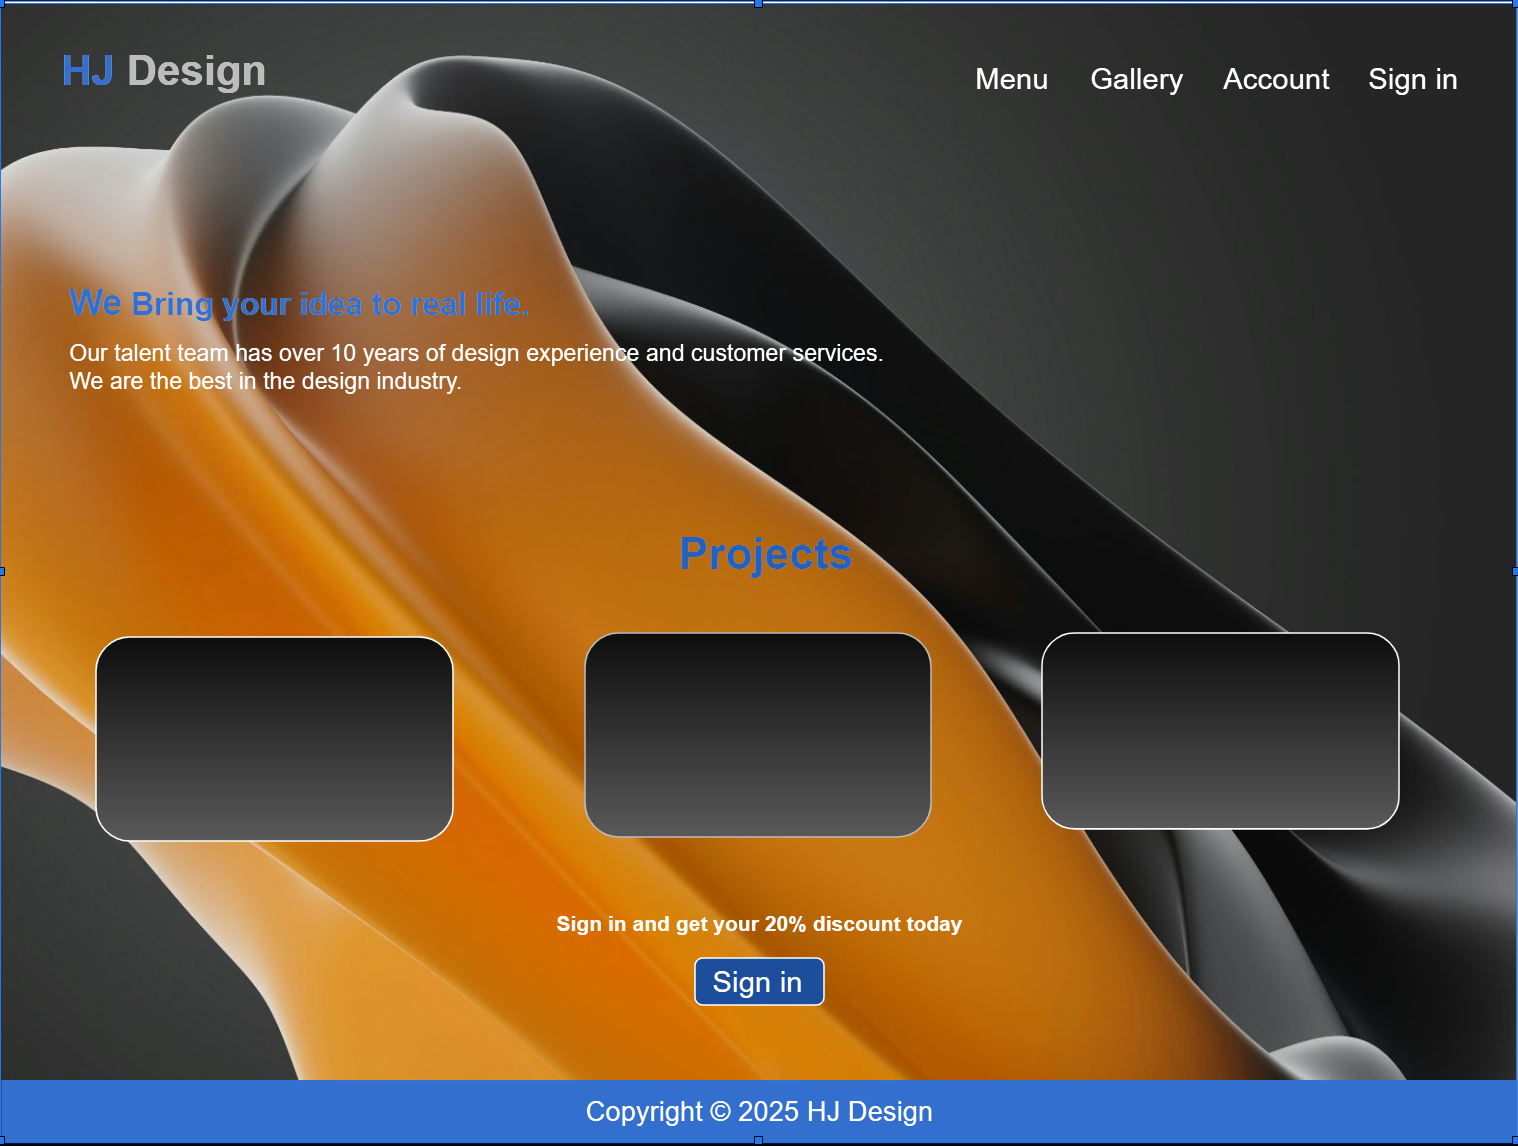 HJ Design
Menu Gallery Account Sign in
We Bring your idea to real life.
Our talent team has over 10 years of design experience and customer services.
We are the best in the design industry.
Projects
Sign in and get your 20% discount today
Sign in
Copyright © 2025 HJ Design